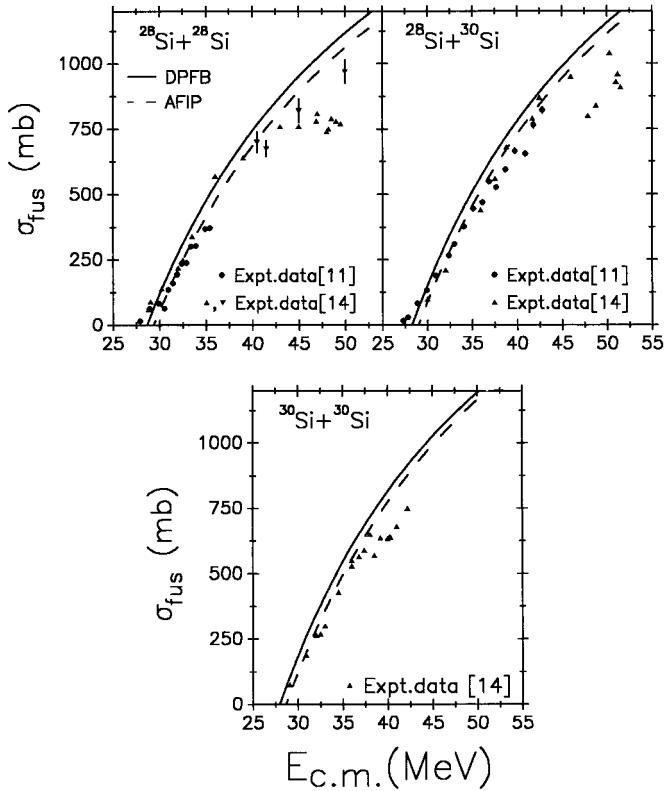 ²⁸Si+²⁸Si
²⁸Si+³⁰Si
DPFB
AFIP
1000
750
500
250
0
σfus (mb)
Expt.data[11]
Expt.data[14]
Expt.data[11]
Expt.data[14]
25 30 35 40 45 50
25 30 35 40 45 50 55
³⁰Si+³⁰Si
1000
750
500
250
0
σfus (mb)
Expt.data [14]
25 30 35 40 45 50 55
Ec.m.(MeV)